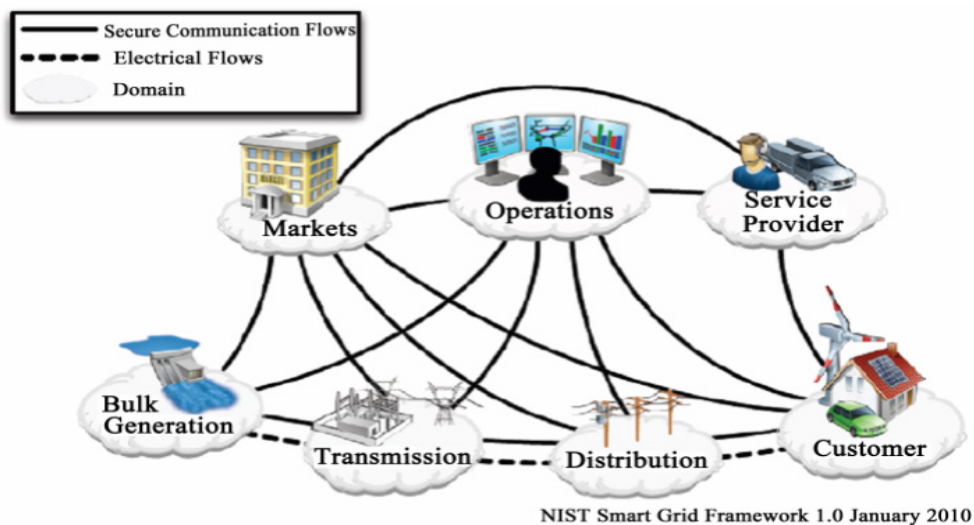 Secure Communication Flows
Electrical Flows
Domain
Markets
Operations
Service
Provider
Bulk
Generation
Transmission
Distribution
Customer
NIST Smart Grid Framework 1.0 January 2010